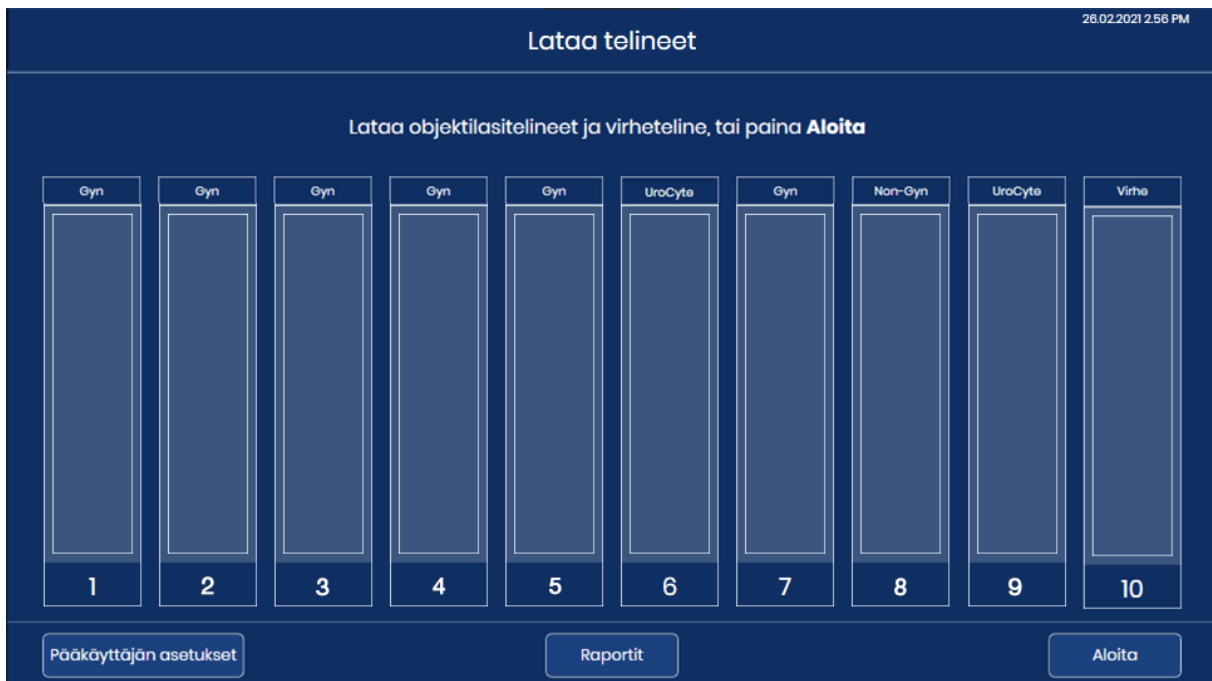 26.02.2021 2.56 PM
Lataa telineet
Lataa objektilasitelineet ja virheteline, tai paina Aloita
Gyn Gyn Gyn Gyn Gyn UroCyte Gyn Non-Gyn UroCyte Virhe
1 2 3 4 5 6 7 8 9 10
Pääkäyttäjän asetukset Raportit Aloita